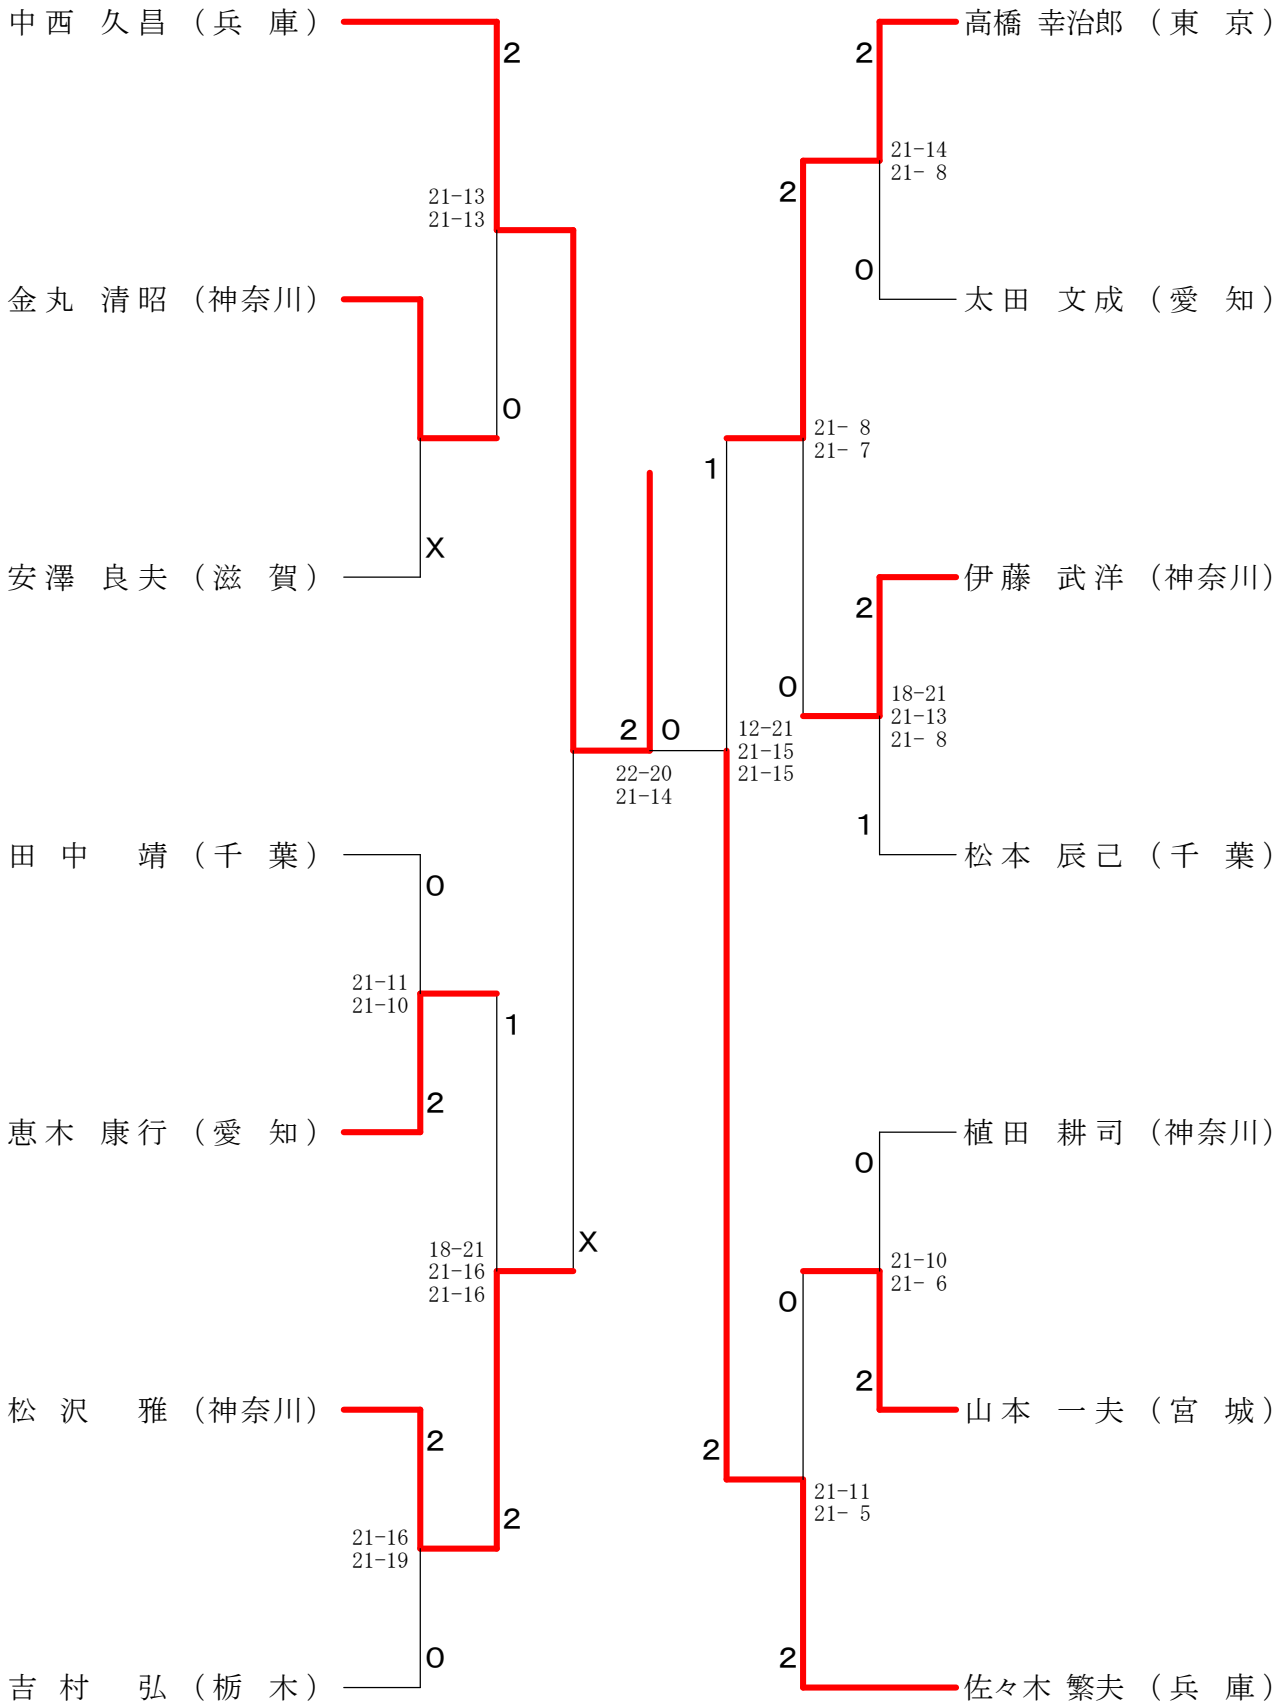 中西 久昌 (兵 庫)
2
21-13
21-13
金丸 清昭 (神奈川)
0
X
安澤 良夫 (滋 賀)
田中 靖 (千 葉)
0
21-11
21-10
1
2
恵木 康行 (愛 知)
18-21
21-16
21-16
X
松沢 雅 (神奈川)
2
21-16
21-19
2
0
吉村 弘 (栃 木)
2 0
22-20
21-14
高橋 幸治郎 (東 京)
2
21-14
21- 8
2
0
太田 文成 (愛 知)
21- 8
21- 7
1
伊藤 武洋 (神奈川)
2
0
18-21
21-13
21- 8
12-21
21-15
21-15
1
松本 辰己 (千 葉)
植田 耕司 (神奈川)
0
21-10
21- 6
0
2
山本 一夫 (宮 城)
2
21-11
21- 5
2
佐々木 繁夫 (兵 庫)